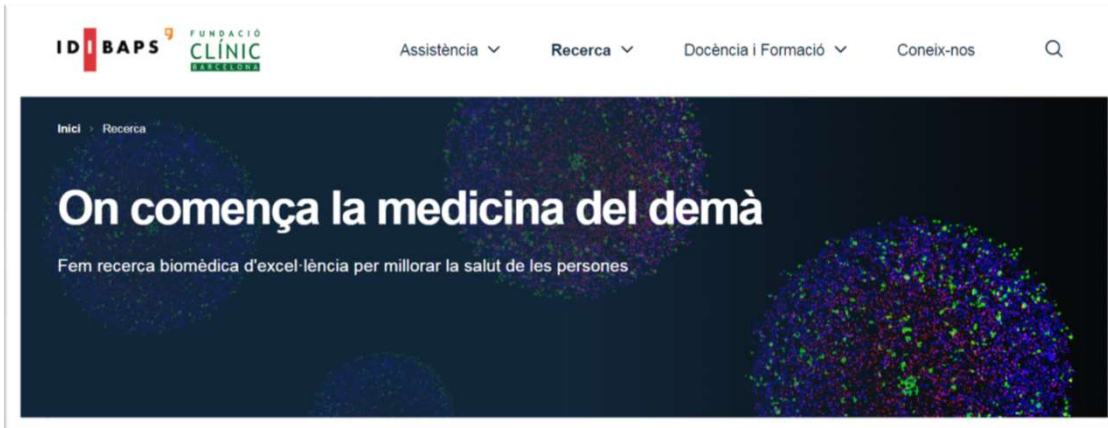 IDIBAPS
FUNDACIÓ
CLÍNIC
BARCELONA
Assistència Recerca Docència i Formació Coneix-nos
Inici › Recerca
On comença la medicina del demà
Fem recerca biomèdica d'excel·lència per millorar la salut de les persones